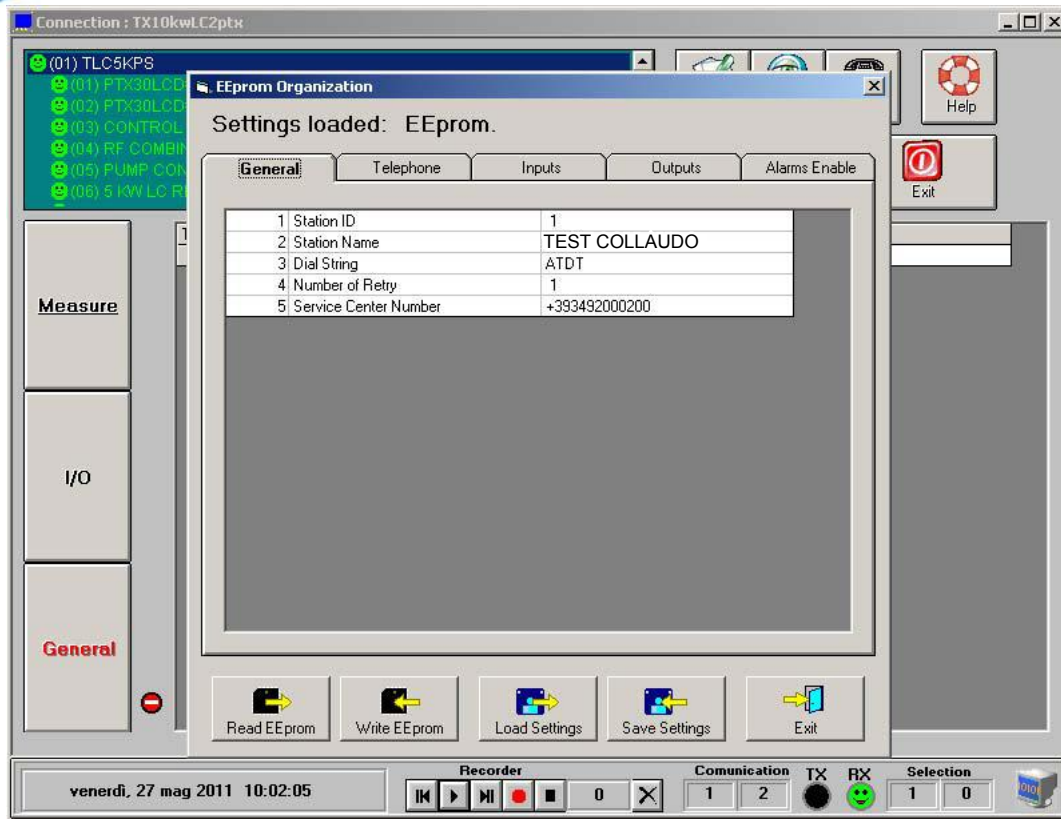 Connection : TX10kwLC2ptx
(01) TLC5KPS
(01) PTX30LCD
(02) PTX30LCD
(03) CONTROL
(04) RF COMBIN
(05) PUMP CON
(06) 5 KW LC R
Help
Exit
EEprom Organization
Settings loaded: EEprom.
General Telephone Inputs Outputs Alarms Enable
1 Station ID 1
2 Station Name TEST COLLAUDO
3 Dial String ATDT
4 Number of Retry 1
5 Service Center Number +393492000200
Measure
I/O
General
Read EEprom Write EEprom Load Settings Save Settings Exit
venerdì, 27 mag 2011 10:02:05
Recorder
0
Comunication
1 2
TX RX
Selection
1 0